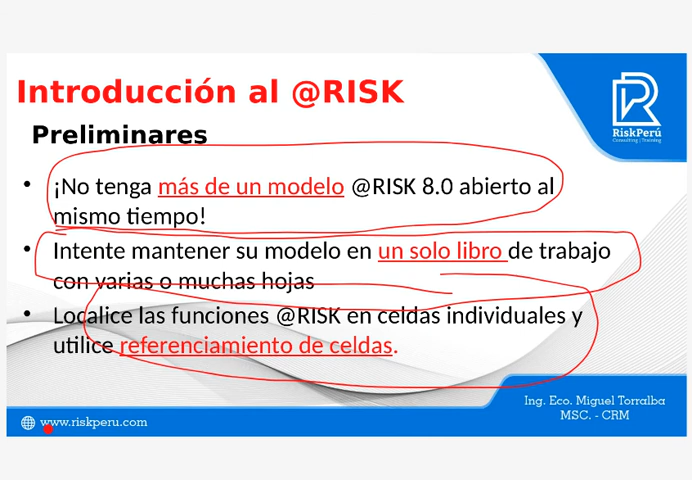 Introducción al @RISK
RiskPerú
Consulting | Training
Preliminares
• ¡No tenga más de un modelo @RISK 8.0 abierto al
mismo tiempo!
• Intente mantener su modelo en un solo libro de trabajo
con varias o muchas hojas
• Localice las funciones @RISK en celdas individuales y
utilice referenciamiento de celdas.
Ing. Eco. Miguel Torralba
MSC. - CRM
www.riskperu.com